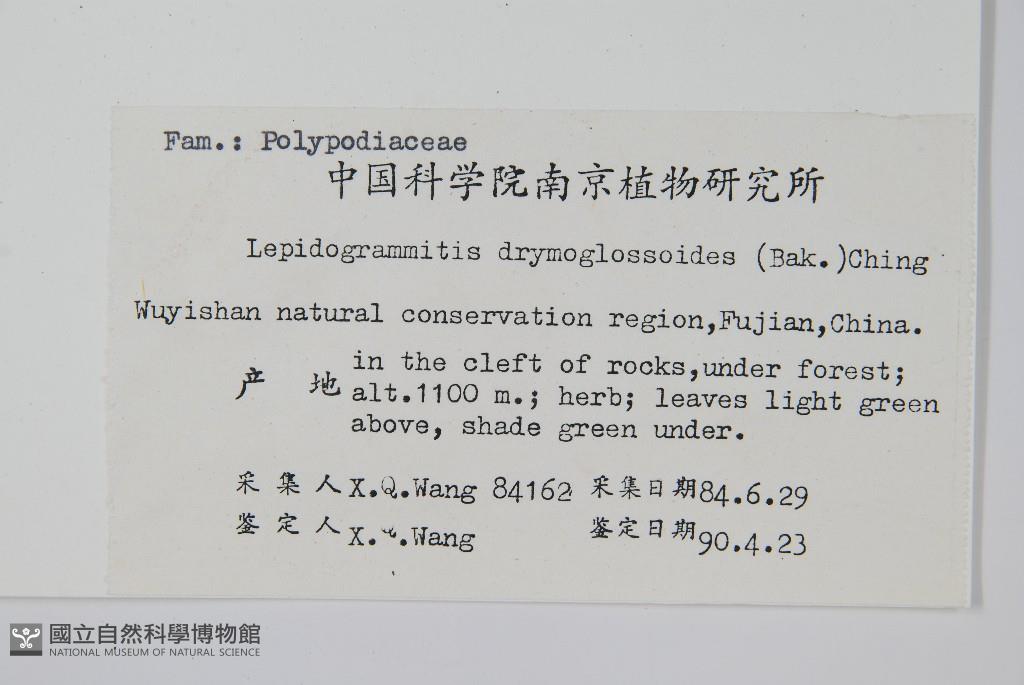 Fam.: Polypodiaceae
中国科学院南京植物研究所
Lepidogrammitis drymoglossoides (Bak.)Ching
Wuyishan natural conservation region,Fujian,China.
产 地 in the cleft of rocks,under forest;
alt.1100 m.; herb; leaves light green
above, shade green under.
采 集 人 X.Q.Wang 84162 采集日期 84.6.29
鉴 定 人 X. .Wang 鉴定日期 90.4.23
國立自然科學博物館
NATIONAL MUSEUM OF NATURAL SCIENCE